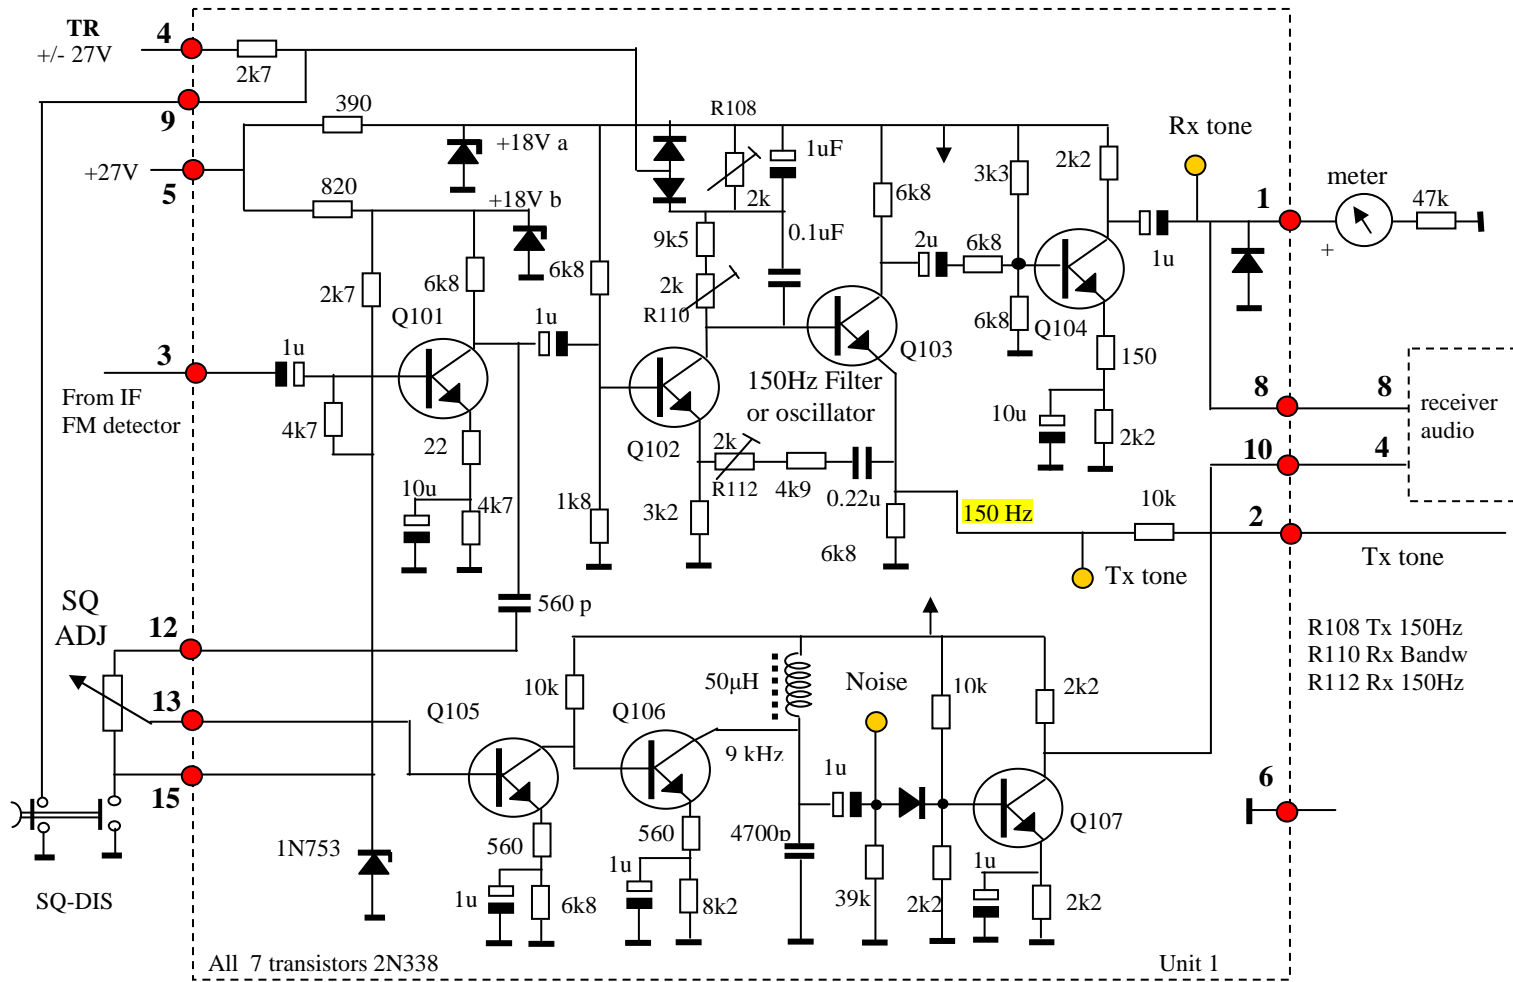 TR
+/- 27V
4
2k7
9
390
R108
+18V a
1uF
Rx tone
+27V
5
820
+18V b
2k
6k8
3k3
2k2
1
meter
47k
+
9k5
0.1uF
2u
6k8
1u
2k7
6k8
6k8
2k
R110
6k8
Q104
Q101
1u
Q103
150
3
1u
From IF
FM detector
150Hz Filter
or oscillator
8
8
receiver
audio
4k7
22
Q102
2k
R112
4k9
0.22u
10u
2k2
10
4
10u
4k7
1k8
3k2
6k8
150 Hz
10k
2
Tx tone
Tx tone
SQ
ADJ
12
560 p
R108 Tx 150Hz
R110 Rx Bandw
R112 Rx 150Hz
13
10k
50µH
Noise
10k
2k2
Q105
Q106
9 kHz
15
1u
6
1N753
560
560
4700p
Q107
SQ-DIS
1u
6k8
1u
8k2
39k
2k2
1u
2k2
All 7 transistors 2N338
Unit 1